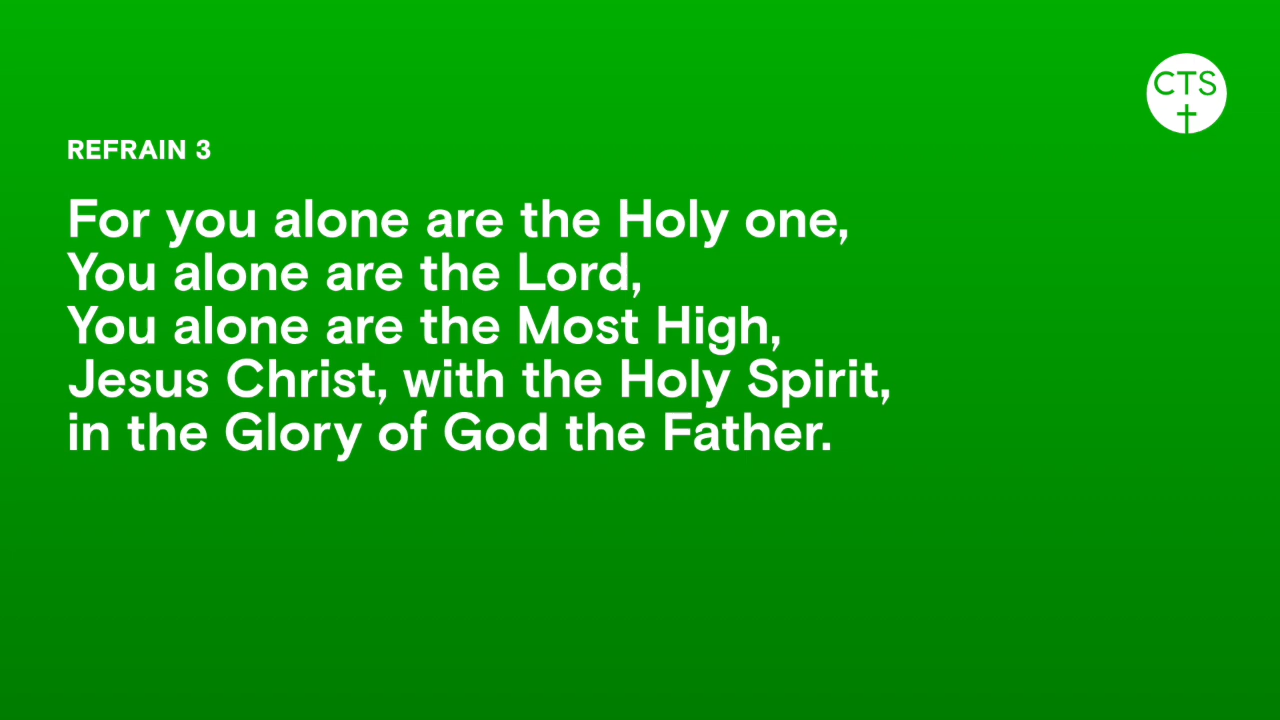 CTS
REFRAIN 3
For you alone are the Holy one,
You alone are the Lord,
You alone are the Most High,
Jesus Christ, with the Holy Spirit,
in the Glory of God the Father.